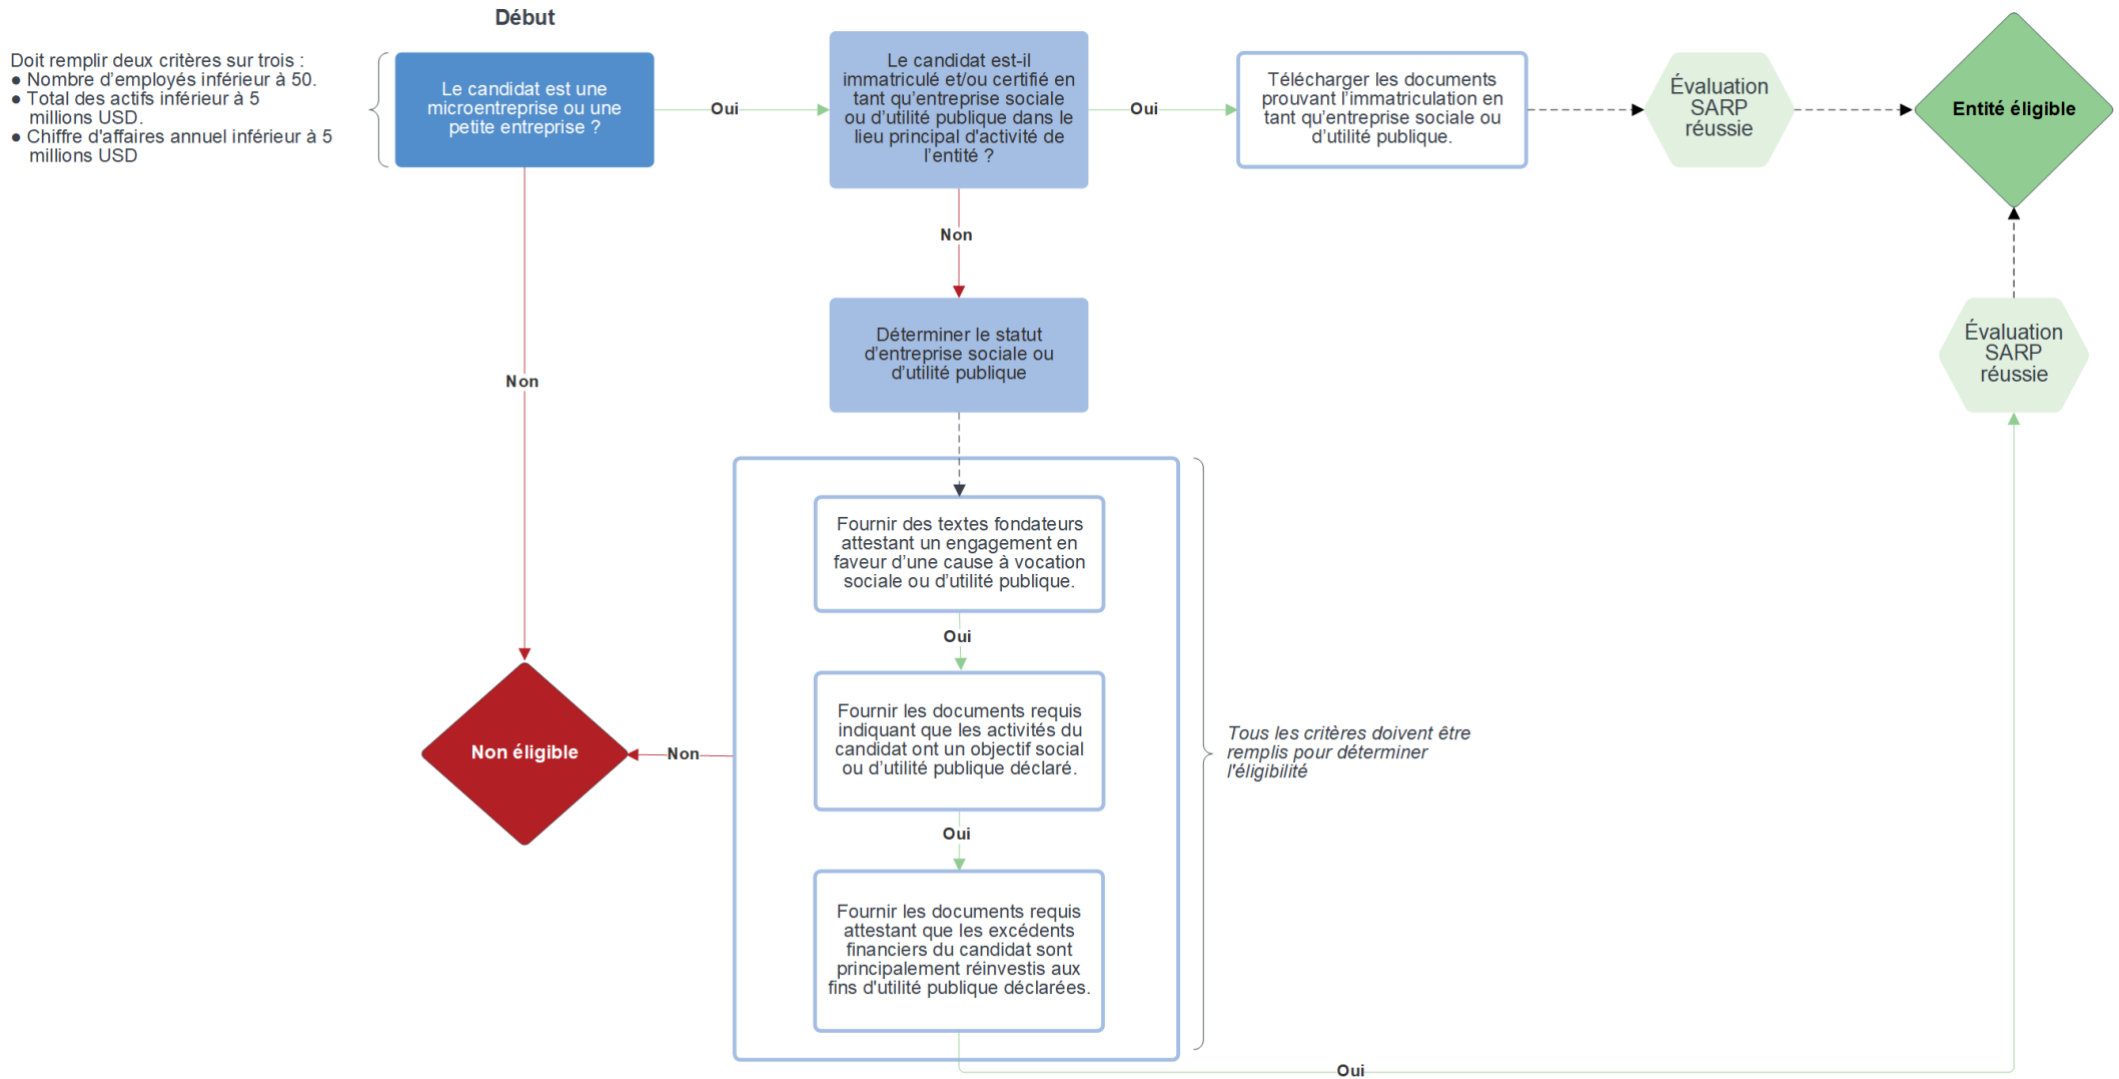 Début
Doit remplir deux critères sur trois :
● Nombre d’employés inférieur à 50.
● Total des actifs inférieur à 5
millions USD.
● Chiffre d'affaires annuel inférieur à 5
millions USD
Le candidat est une
microentreprise ou une
petite entreprise ?
Oui
Le candidat est-il
immatriculé et/ou certifié en
tant qu’entreprise sociale
ou d’utilité publique dans le
lieu principal d'activité de
l’entité ?
Oui
Télécharger les documents
prouvant l’immatriculation en
tant qu’entreprise sociale ou
d’utilité publique.
Évaluation
SARP
réussie
Entité éligible
Non
Non
Déterminer le statut
d’entreprise sociale ou
d’utilité publique
Évaluation
SARP
réussie
Fournir des textes fondateurs
attestant un engagement en
faveur d’une cause à vocation
sociale ou d’utilité publique.
Oui
Fournir les documents requis
indiquant que les activités du
candidat ont un objectif social
ou d’utilité publique déclaré.
Oui
Fournir les documents requis
attestant que les excédents
financiers du candidat sont
principalement réinvestis aux
fins d'utilité publique déclarées.
Non
Non éligible
Tous les critères doivent être
remplis pour déterminer
l'éligibilité
Oui